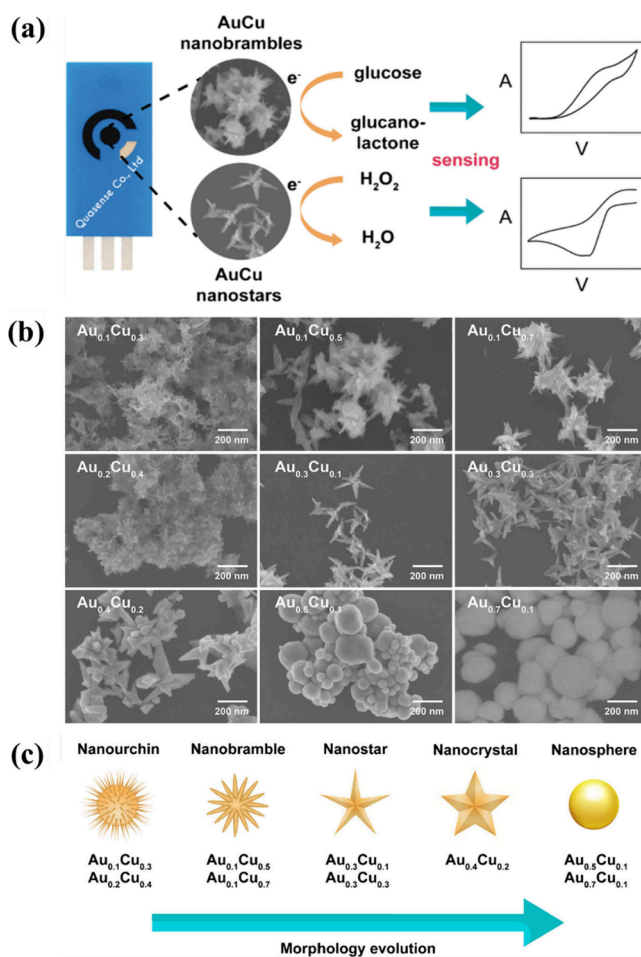 (a)
AuCu
nanobrambles
e-
glucose
glucano-
lactone
A
V
sensing
e-
H2O2
H2O
A
V
AuCu
nanostars
Quasense Co., Ltd
(b)
Au0.1Cu0.3
Au0.1Cu0.5
Au0.1Cu0.7
200 nm
200 nm
200 nm
Au0.2Cu0.4
Au0.3Cu0.1
Au0.3Cu0.3
200 nm
200 nm
200 nm
Au0.4Cu0.2
Au0.6Cu0.1
Au0.7Cu0.1
200 nm
200 nm
200 nm
(c)
Nanourchin
Nanobramble
Nanostar
Nanocrystal
Nanosphere
Au0.1Cu0.3
Au0.2Cu0.4
Au0.1Cu0.5
Au0.1Cu0.7
Au0.3Cu0.1
Au0.3Cu0.3
Au0.4Cu0.2
Au0.5Cu0.1
Au0.7Cu0.1
Morphology evolution